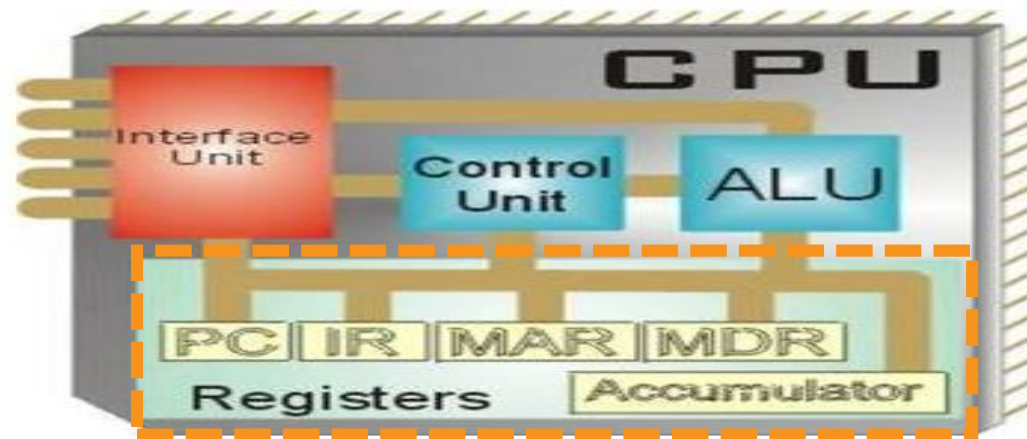 CPU
Interface
Unit
Control
Unit
ALU
PC IR MAR MDR
Registers
Accumulator